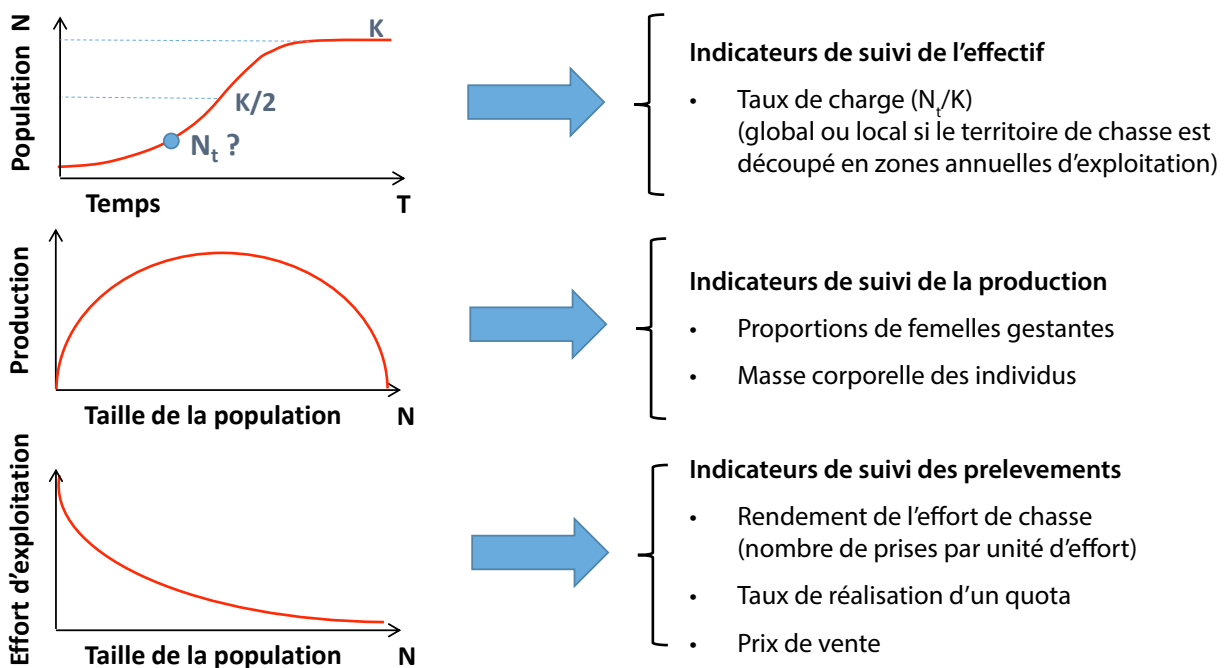 Population N
K
K/2
Nt ?
Temps
T
Indicateurs de suivi de l’effectif
• Taux de charge (Nt/K)
(global ou local si le territoire de chasse est
découpé en zones annuelles d’exploitation)
Production
Taille de la population
N
Indicateurs de suivi de la production
• Proportions de femelles gestantes
• Masse corporelle des individus
Effort d’exploitation
Taille de la population
N
Indicateurs de suivi des prelevements
• Rendement de l’effort de chasse
(nombre de prises par unité d’effort)
• Taux de réalisation d’un quota
• Prix de vente